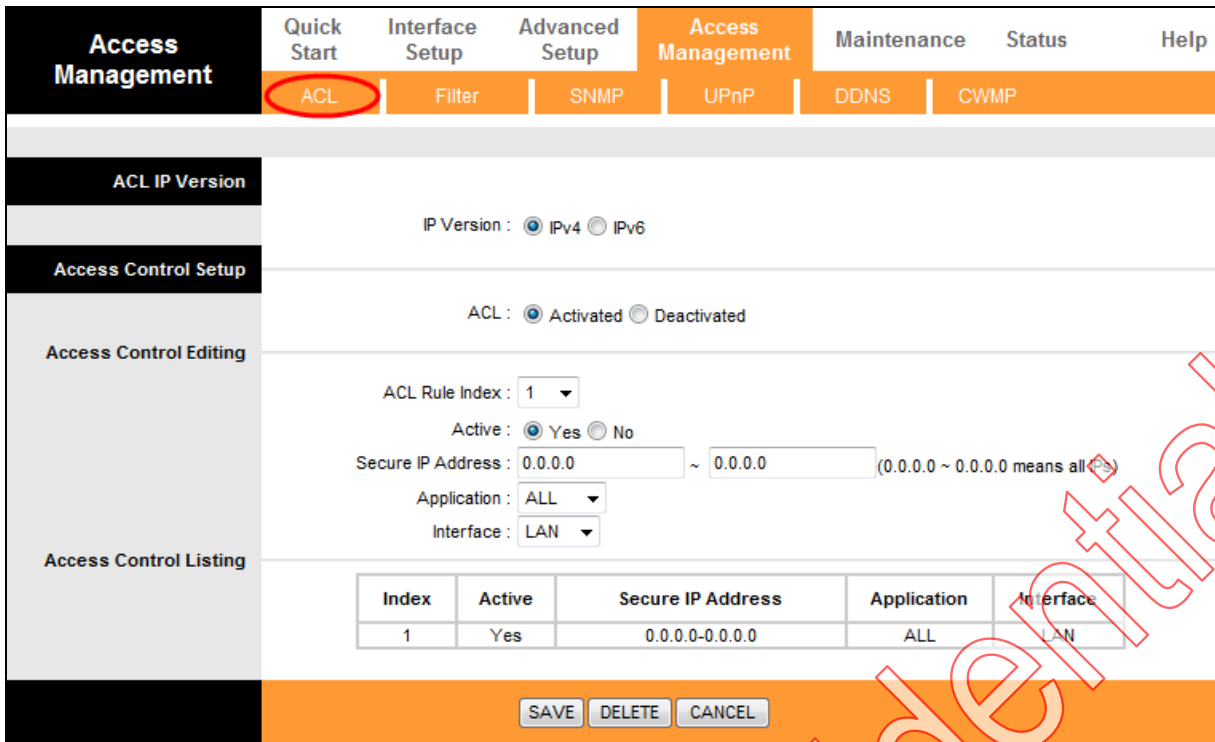 Access Management
Quick Start
Interface Setup
Advanced Setup
Access Management
Maintenance
Status
Help
ACL
Filter
SNMP
UPnP
DDNS
CWMP
ACL IP Version
IP Version : IPv4 IPv6
Access Control Setup
ACL : Activated Deactivated
Access Control Editing
ACL Rule Index : 1
Active : Yes No
Secure IP Address : 0.0.0.0 ~ 0.0.0.0 (0.0.0.0 ~ 0.0.0.0 means all IPs)
Application : ALL
Interface : LAN
Access Control Listing
Index Active Secure IP Address Application Interface
1 Yes 0.0.0.0-0.0.0.0 ALL LAN
SAVE DELETE CANCEL